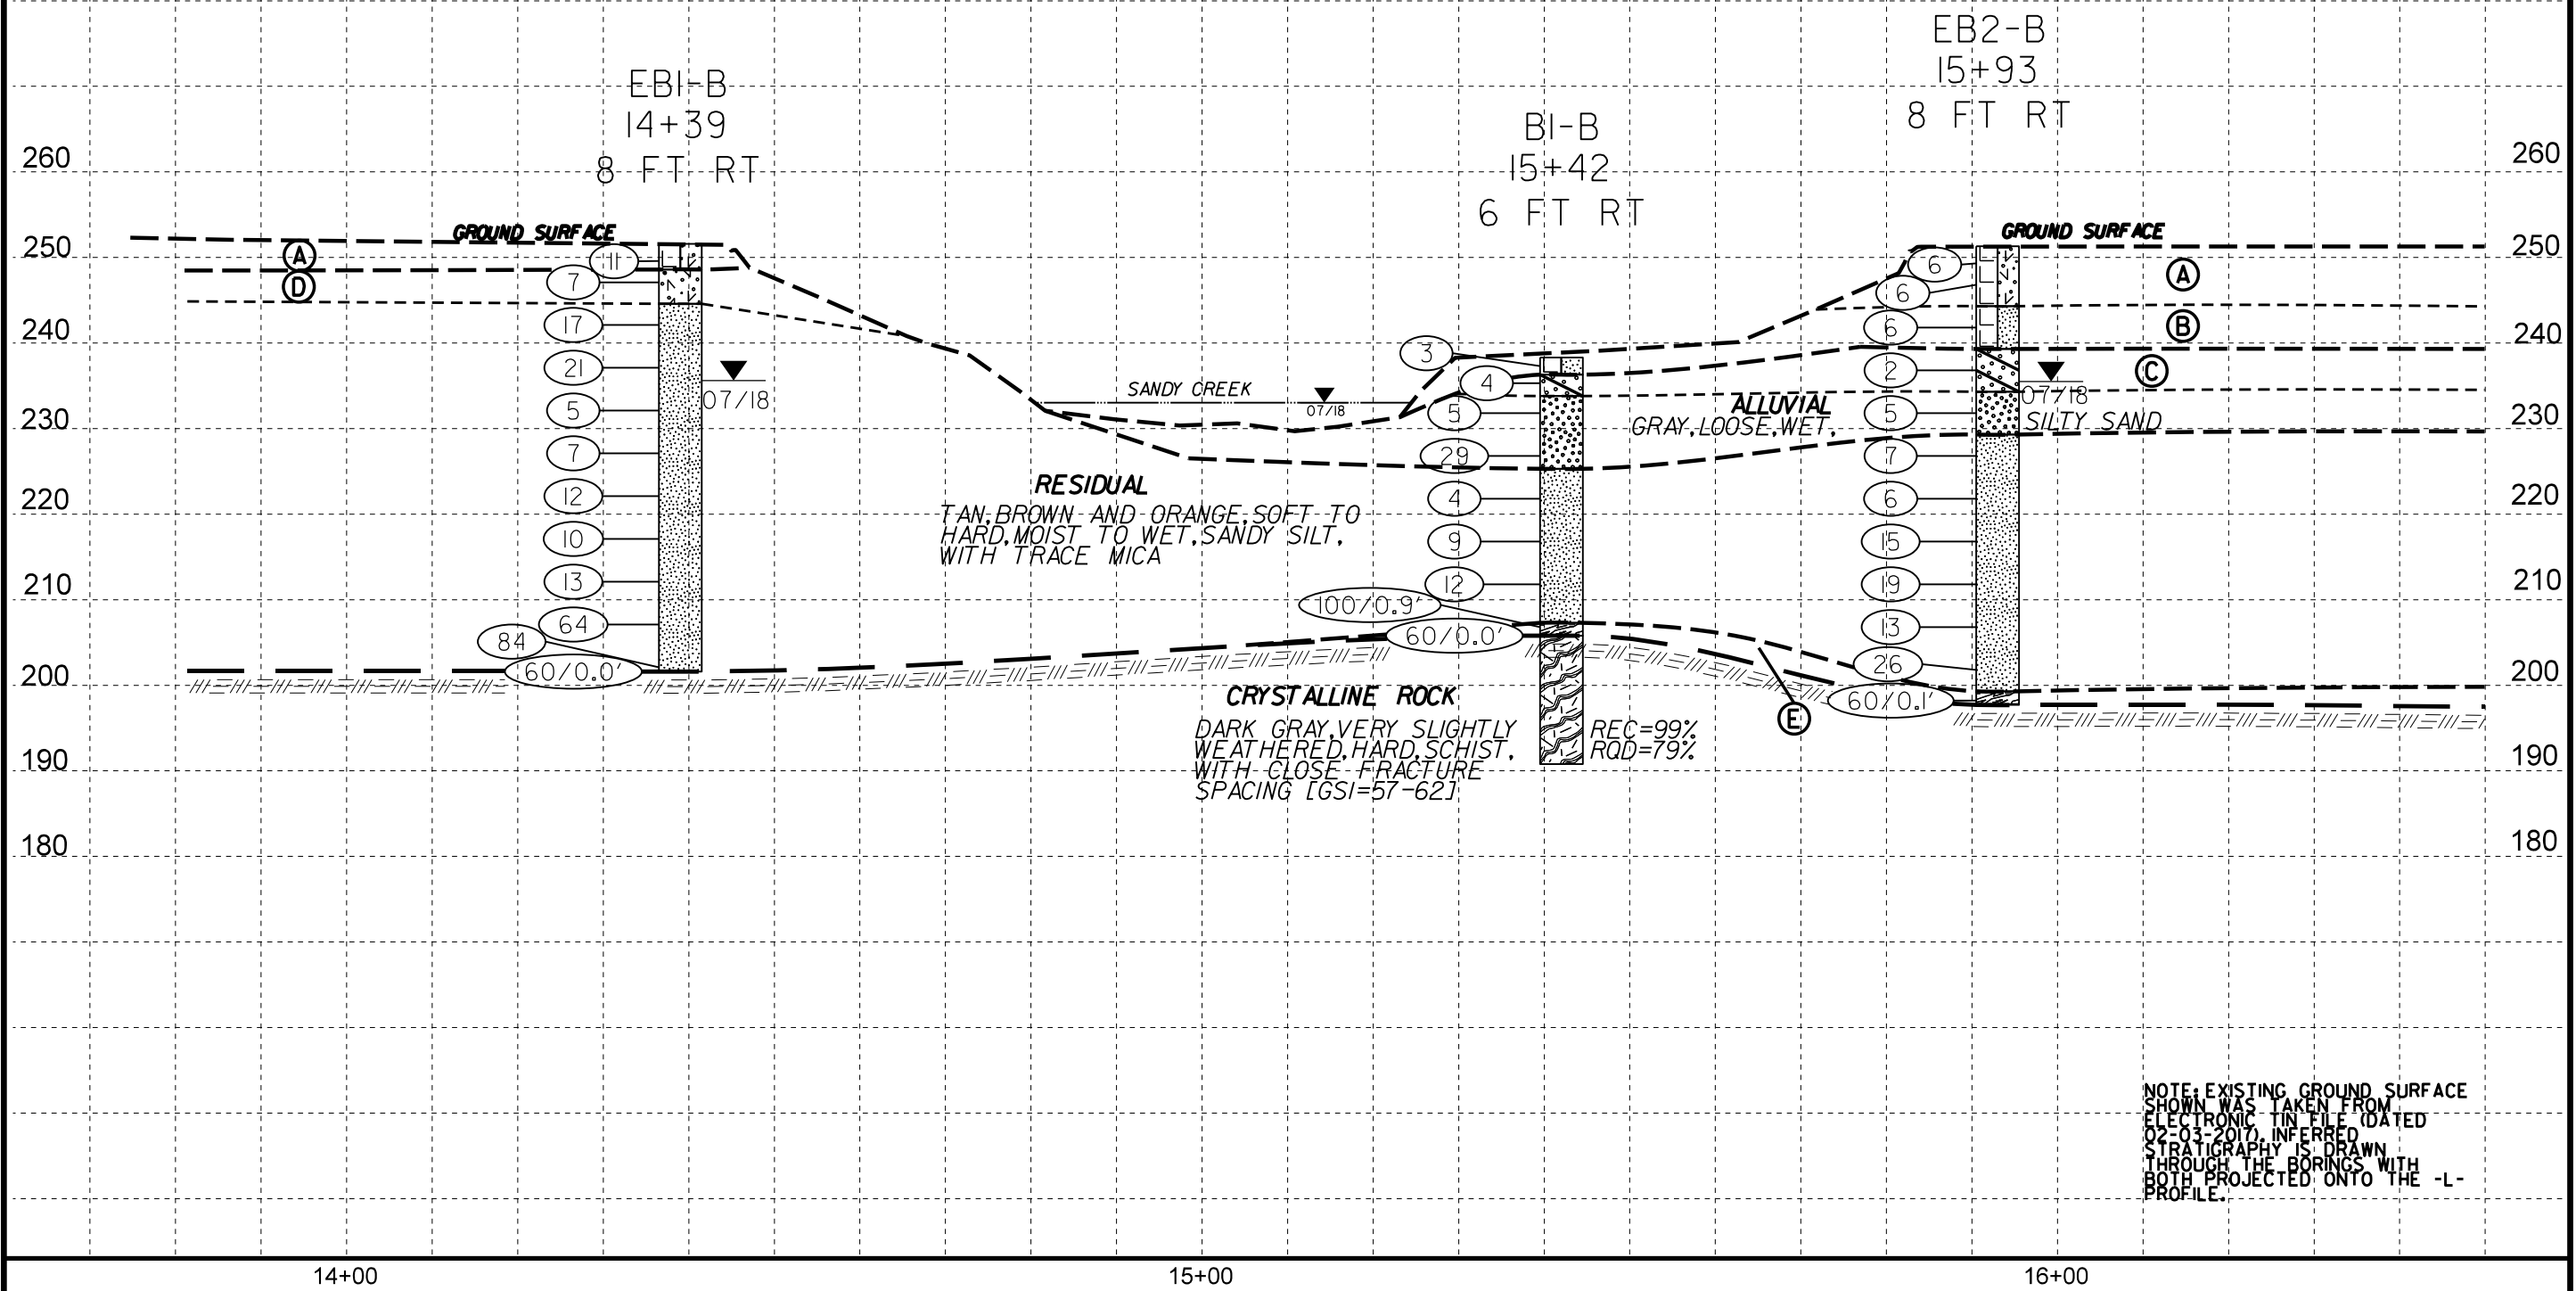 EB1-B
14+39
8 FT RT
B1-B
15+42
6 FT RT
EB2-B
15+93
8 FT RT
260
250
240
230
220
210
200
190
180
260
250
240
230
220
210
200
190
180
GROUND SURFACE
A
D
11
7
17
21
5
7
12
10
13
64
84
60/0.0'
07/18
SANDY CREEK
07/18
RESIDUAL
TAN, BROWN AND ORANGE, SOFT TO
HARD, MOIST TO WET, SANDY SILT,
WITH TRACE MICA
3
4
5
29
4
9
12
100/0.9'
60/0.0'
CRYSTALLINE ROCK
DARK GRAY, VERY SLIGHTLY
WEATHERED, HARD, SCHIST,
WITH CLOSE FRACTURE
SPACING [GSI=57-62]
REC=99%
RQD=79%
ALLUVIAL
GRAY, LOOSE, WET, SILTY SAND
GROUND SURFACE
6
6
6
2
5
7
6
15
19
13
26
60/0.1'
07/18
A
B
C
E
NOTE: EXISTING GROUND SURFACE
SHOWN WAS TAKEN FROM
ELECTRONIC TIN FILE (DATED
02-03-2017). INFERRED
STRATIGRAPHY IS DRAWN
THROUGH THE BORINGS WITH
BOTH PROJECTED ONTO THE -L-
PROFILE.
14+00
15+00
16+00